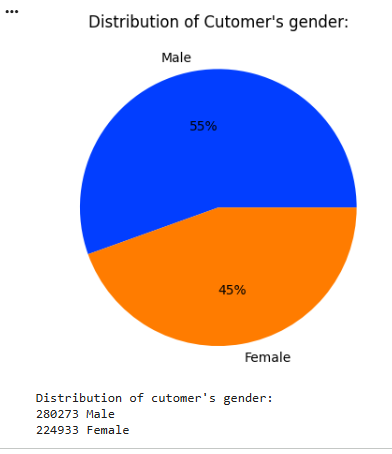 Distribution of Cutomer's gender:
Male
55%
45%
Female
Distribution of cutomer's gender:
280273 Male
224933 Female